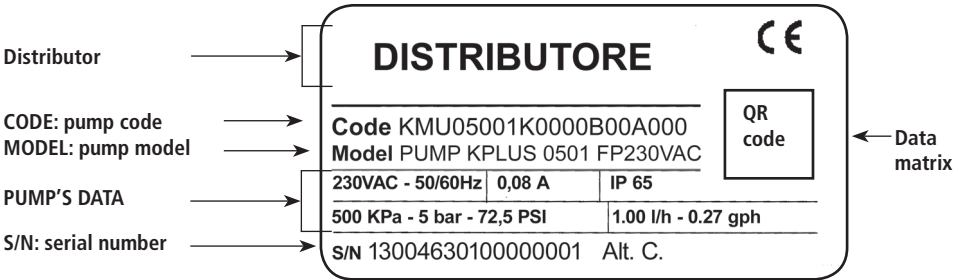 Distributor
DISTRIBUTORE
CE
CODE: pump code
MODEL: pump model
Code KMU05001K0000B00A000
Model PUMP KPLUS 0501 FP230VAC
QR
code
Data
matrix
PUMP'S DATA
230VAC - 50/60Hz 0,08 A IP 65
500 KPa - 5 bar - 72,5 PSI 1.00 l/h - 0.27 gph
S/N: serial number
S/N 13004630100000001 Alt. C.